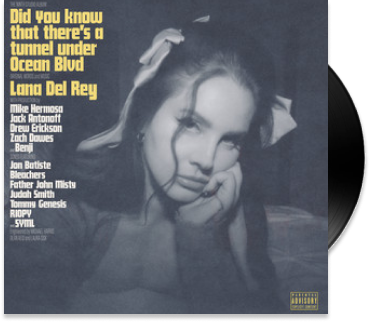 Did you know
that there's a
tunnel under
Ocean Blvd
Lana Del Rey
Mike Hermosa
Jack Antonoff
Drew Erickson
Zach Dawes
Benji
Jon Batiste
Bleachers
Father John Misty
Judah Smith
Tommy Genesis
RIOPY
SYML
PARENTAL
ADVISORY
EXPLICIT CONTENT